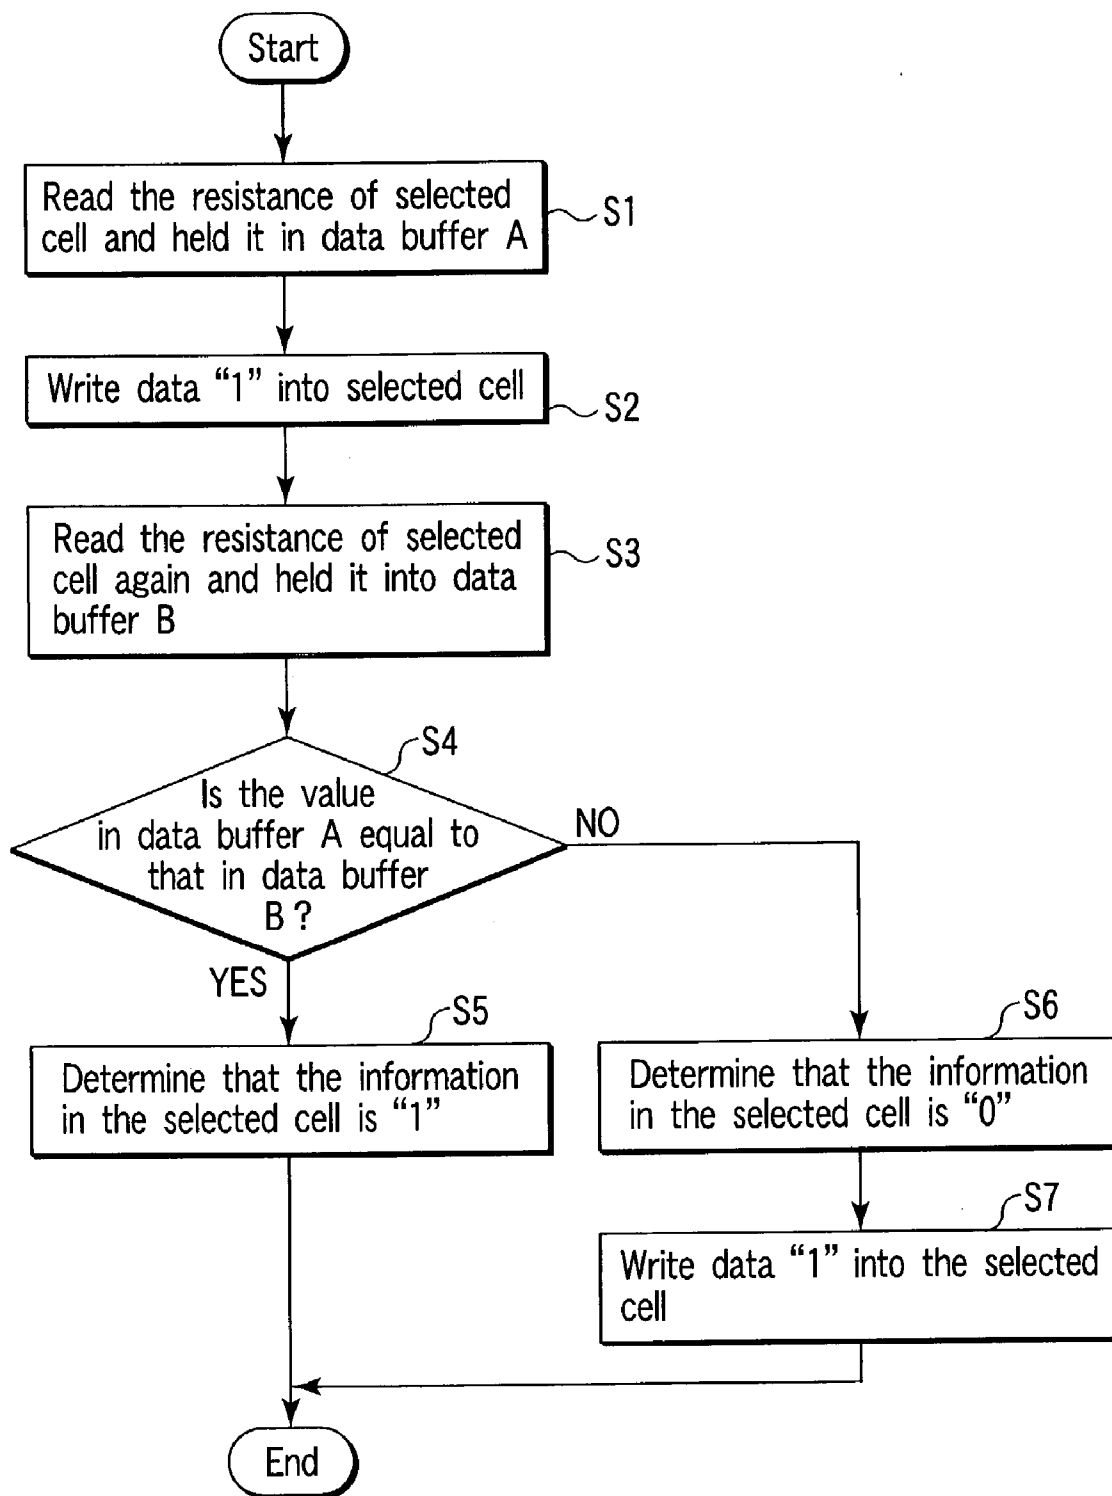 Start
Read the resistance of selected
cell and held it in data buffer A
S1
Write data “1” into selected cell
S2
Read the resistance of selected
cell again and held it into data
buffer B
S3
S4
Is the value
in data buffer A equal to
that in data buffer
B?
NO
YES
S5
Determine that the information
in the selected cell is “1”
S6
Determine that the information
in the selected cell is “0”
S7
Write data “1” into the selected
cell
End